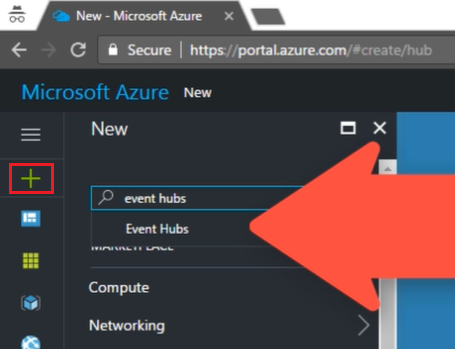 New - Microsoft Azure
Secure https://portal.azure.com/#create/hub
Microsoft Azure New
New
event hubs
Event Hubs
MARKETPLACE
Compute
Networking